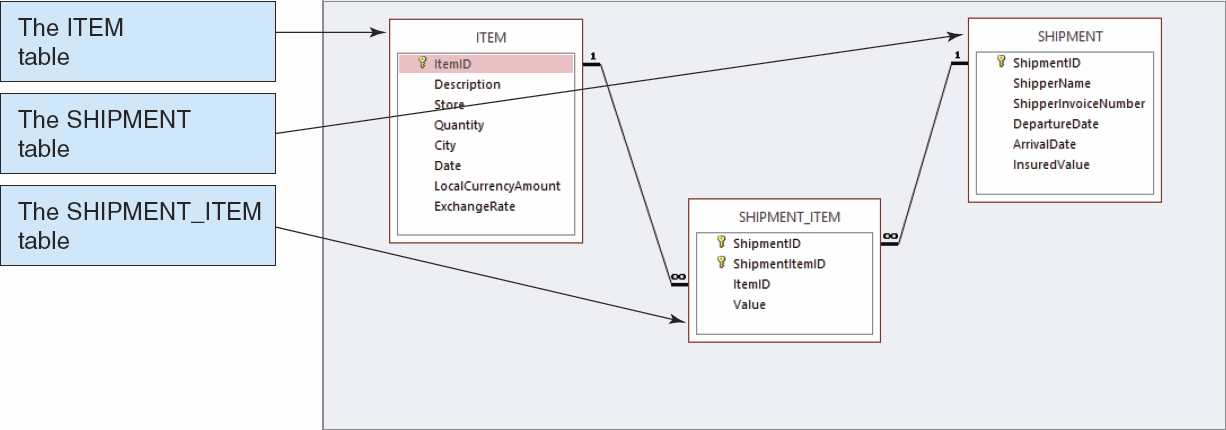 The ITEM
table
The SHIPMENT
table
The SHIPMENT_ITEM
table
ITEM
ItemID
Description
Store
Quantity
City
Date
LocalCurrencyAmount
ExchangeRate
1
∞
SHIPMENT_ITEM
ShipmentID
ShipmentItemID
ItemID
Value
∞
1
SHIPMENT
ShipmentID
ShipperName
ShipperInvoiceNumber
DepartureDate
ArrivalDate
InsuredValue